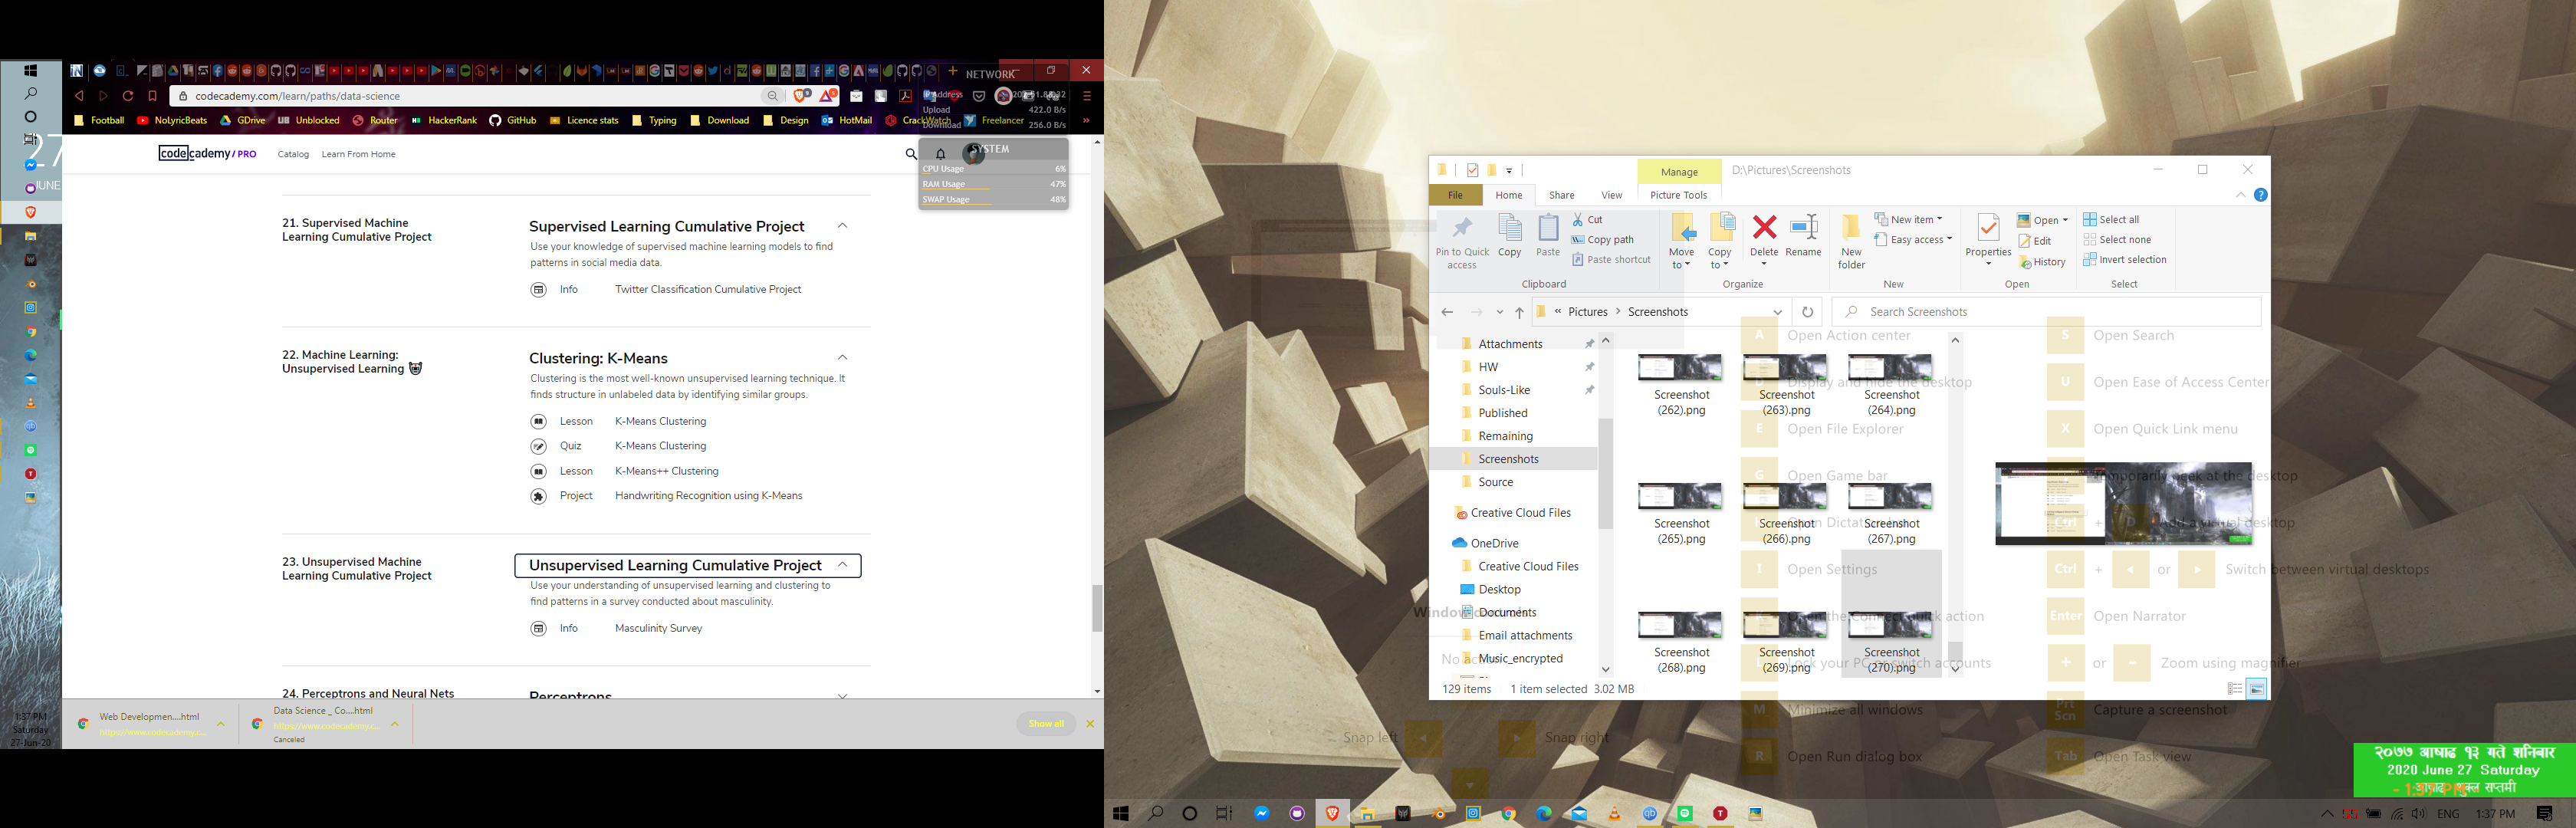 NETWORK
codecademy.com/learn/paths/data-science
Upload 422.0 B/s
Download 256.0 B/s
Football NoLyricBeats GDrive Unblocked Router HackerRank GitHub Licence stats Typing Download Design HotMail CrackWatch Freelancer
codecademy / PRO Catalog Learn From Home
SYSTEM
CPU Usage 6%
RAM Usage 47%
SWAP Usage 48%
27
JUNE
21. Supervised Machine
Learning Cumulative Project
Supervised Learning Cumulative Project
Use your knowledge of supervised machine learning models to find
patterns in social media data.
Info Twitter Classification Cumulative Project
22. Machine Learning:
Unsupervised Learning
Clustering: K-Means
Clustering is the most well-known unsupervised learning technique. It
finds structure in unlabeled data by identifying similar groups.
Lesson K-Means Clustering
Quiz K-Means Clustering
Lesson K-Means++ Clustering
Project Handwriting Recognition using K-Means
23. Unsupervised Machine
Learning Cumulative Project
Unsupervised Learning Cumulative Project
Use your understanding of unsupervised learning and clustering to
find patterns in a survey conducted about masculinity.
Info Masculinity Survey
24. Perceptrons and Neural Nets
Perceptrons
Web Developmen....html
https://www.codecademy.c...
Data Science _ Co....html
https://www.codecademy.c...
Canceled
Show all
1:37 PM
Saturday
27-Jun-20
Manage D:\Pictures\Screenshots
File Home Share View Picture Tools
Pin to Quick
access
Copy
Paste
Cut
Copy path
Paste shortcut
Move
to
Copy
to
Delete
Rename
New
folder
New item
Easy access
Properties
Open
Edit
History
Select all
Select none
Invert selection
Clipboard Organize New Open Select
« Pictures > Screenshots Search Screenshots
Attachments
HW
Souls-Like
Published
Remaining
Screenshots
Source
Creative Cloud Files
OneDrive
Creative Cloud Files
Desktop
Documents
Email attachments
Music_encrypted
Screenshot
(262).png
Screenshot
(263).png
Screenshot
(264).png
Screenshot
(265).png
Screenshot
(266).png
Screenshot
(267).png
Screenshot
(268).png
Screenshot
(269).png
Screenshot
(270).png
129 items 1 item selected 3.02 MB
A Open Action center
Display and hide the desktop
E Open File Explorer
G Open Game bar
I Open Settings
Lock your PC or switch accounts
M Minimize all windows
R Open Run dialog box
S Open Search
U Open Ease of Access Center
X Open Quick Link menu
Temporarily peak at the desktop
Ctrl + D Add a virtual desktop
Ctrl + or Switch between virtual desktops
Enter Open Narrator
+ or - Zoom using magnifier
Prt
Scn Capture a screenshot
Tab Open Task view
Snap left Snap right
२०७७ आषाढ १३ गते शनिबार
2020 June 27 Saturday
- 1:37 PM -
ENG 1:37 PM